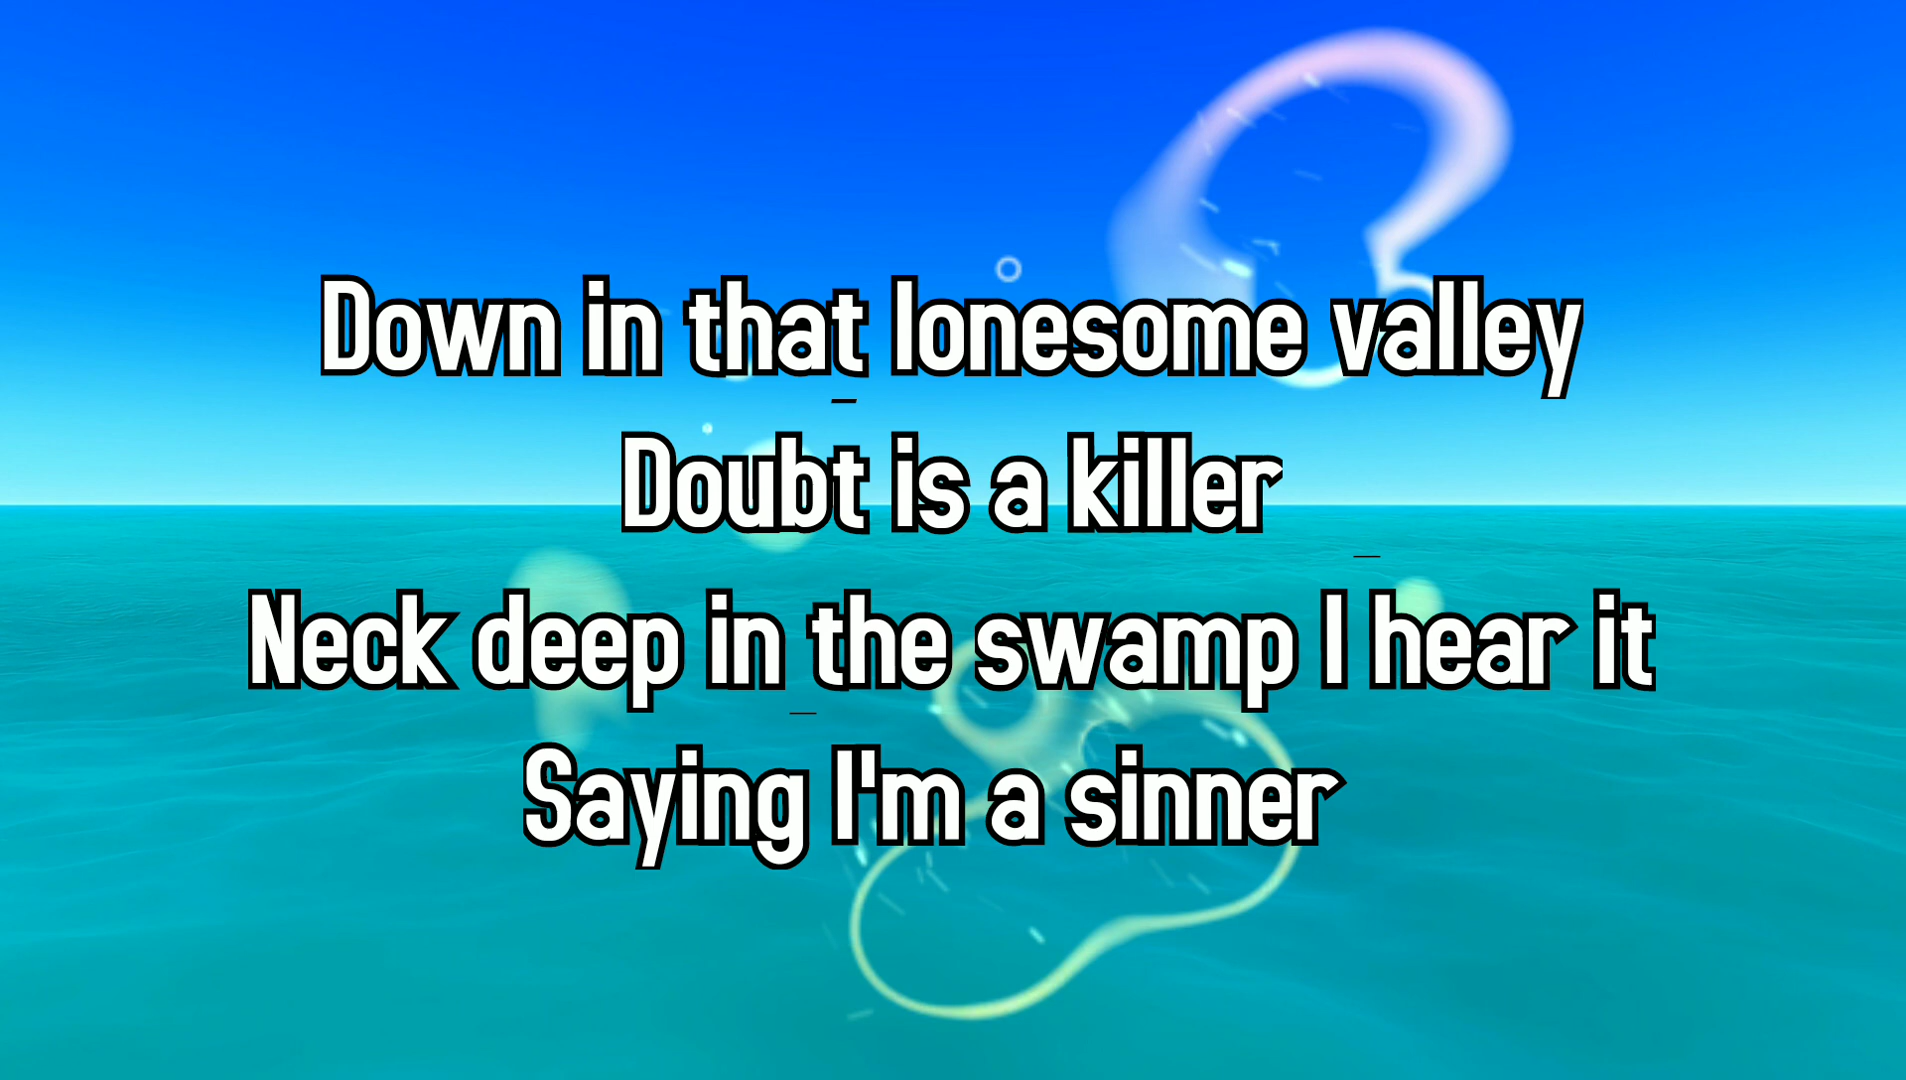 Down in that lonesome valley
Doubt is a killer
Neck deep in the swamp I hear it
Saying I'm a sinner